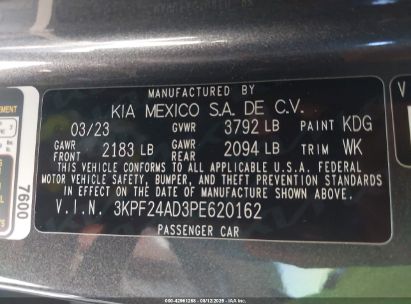 MANUFACTURED BY
KIA MEXICO S.A. DE C.V.
03/23 GVWR 3792 LB PAINT KDG
GAWR FRONT 2183 LB GAWR REAR 2094 LB TRIM WK
THIS VEHICLE CONFORMS TO ALL APPLICABLE U.S.A. FEDERAL
MOTOR VEHICLE SAFETY, BUMPER, AND THEFT PREVENTION STANDARDS
IN EFFECT ON THE DATE OF MANUFACTURE SHOWN ABOVE.
V.I.N. 3KPF24AD3PE620162
PASSENGER CAR
7600